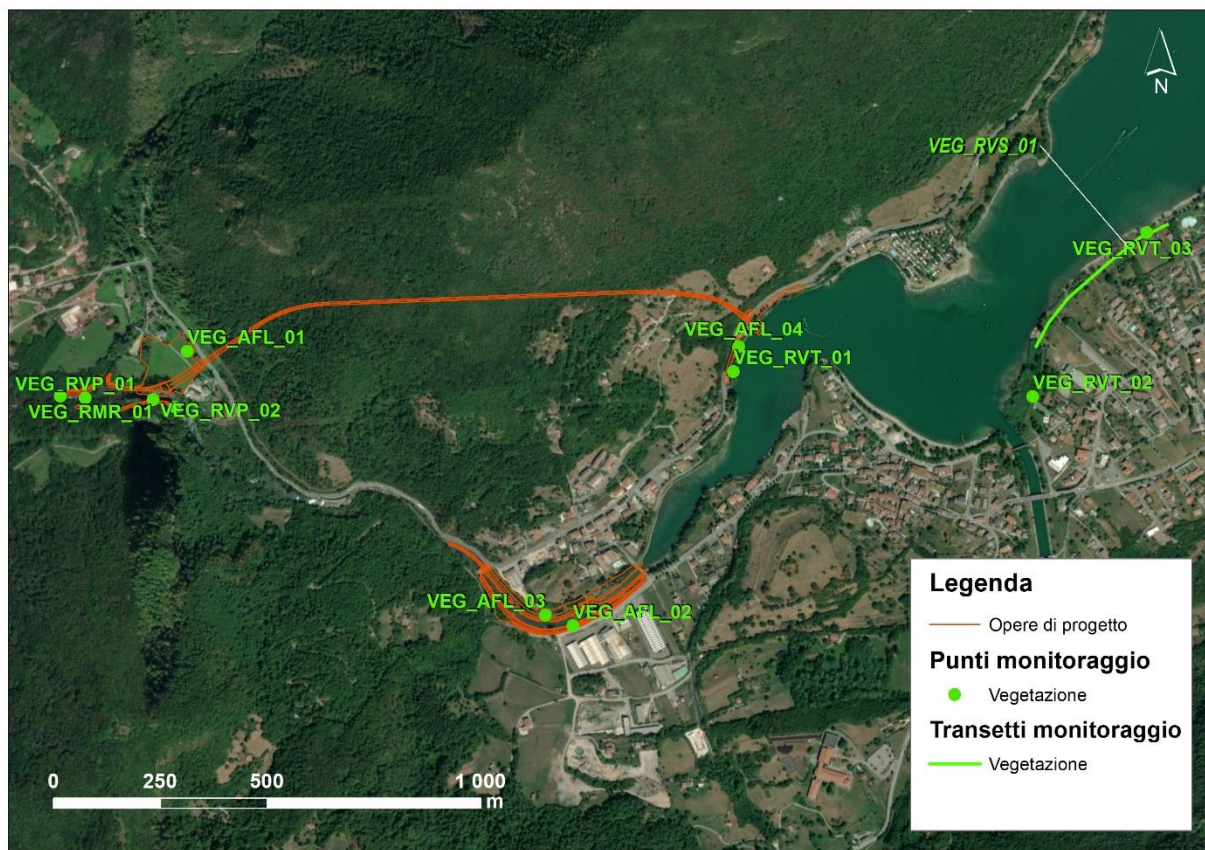 N
VEG_RVS_01
VEG_RVT_03
VEG_AFL_04
VEG_AFL_01
VEG_RVT_01
VEG_RVP_01
VEG_RVT_02
VEG_RMR_01
VEG_RVP_02
VEG_AFL_03
VEG_AFL_02
Legenda
Opere di progetto
Punti monitoraggio
Vegetazione
Transetti monitoraggio
Vegetazione
0 250 500 1 000
m